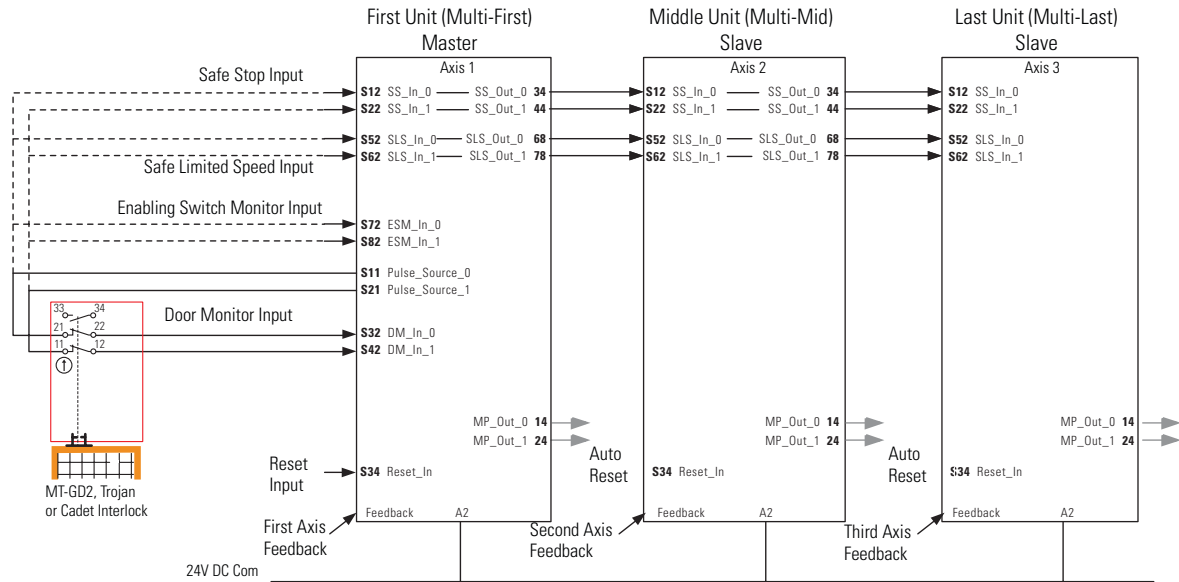 First Unit (Multi-First)
Master
Middle Unit (Multi-Mid)
Slave
Last Unit (Multi-Last)
Slave
Axis 1
Axis 2
Axis 3
Safe Stop Input
S12 SS_In_0 SS_Out_0 34
S22 SS_In_1 SS_Out_1 44
S12 SS_In_0 SS_Out_0 34
S22 SS_In_1 SS_Out_1 44
S12 SS_In_0
S22 SS_In_1
S52 SLS_In_0 SLS_Out_0 68
S62 SLS_In_1 SLS_Out_1 78
S52 SLS_In_0 SLS_Out_0 68
S62 SLS_In_1 SLS_Out_1 78
S52 SLS_In_0
S62 SLS_In_1
Safe Limited Speed Input
Enabling Switch Monitor Input
S72 ESM_In_0
S82 ESM_In_1
S11 Pulse_Source_0
S21 Pulse_Source_1
33 34
21 22
11 12
Door Monitor Input
S32 DM_In_0
S42 DM_In_1
MP_Out_0 14
MP_Out_1 24
MP_Out_0 14
MP_Out_1 24
MP_Out_0 14
MP_Out_1 24
Reset
Input
S34 Reset_In
Auto
Reset
S34 Reset_In
Auto
Reset
S34 Reset_In
MT-GD2, Trojan
or Cadet Interlock
Feedback A2
Feedback A2
Feedback A2
First Axis
Feedback
Second Axis
Feedback
Third Axis
Feedback
24V DC Com